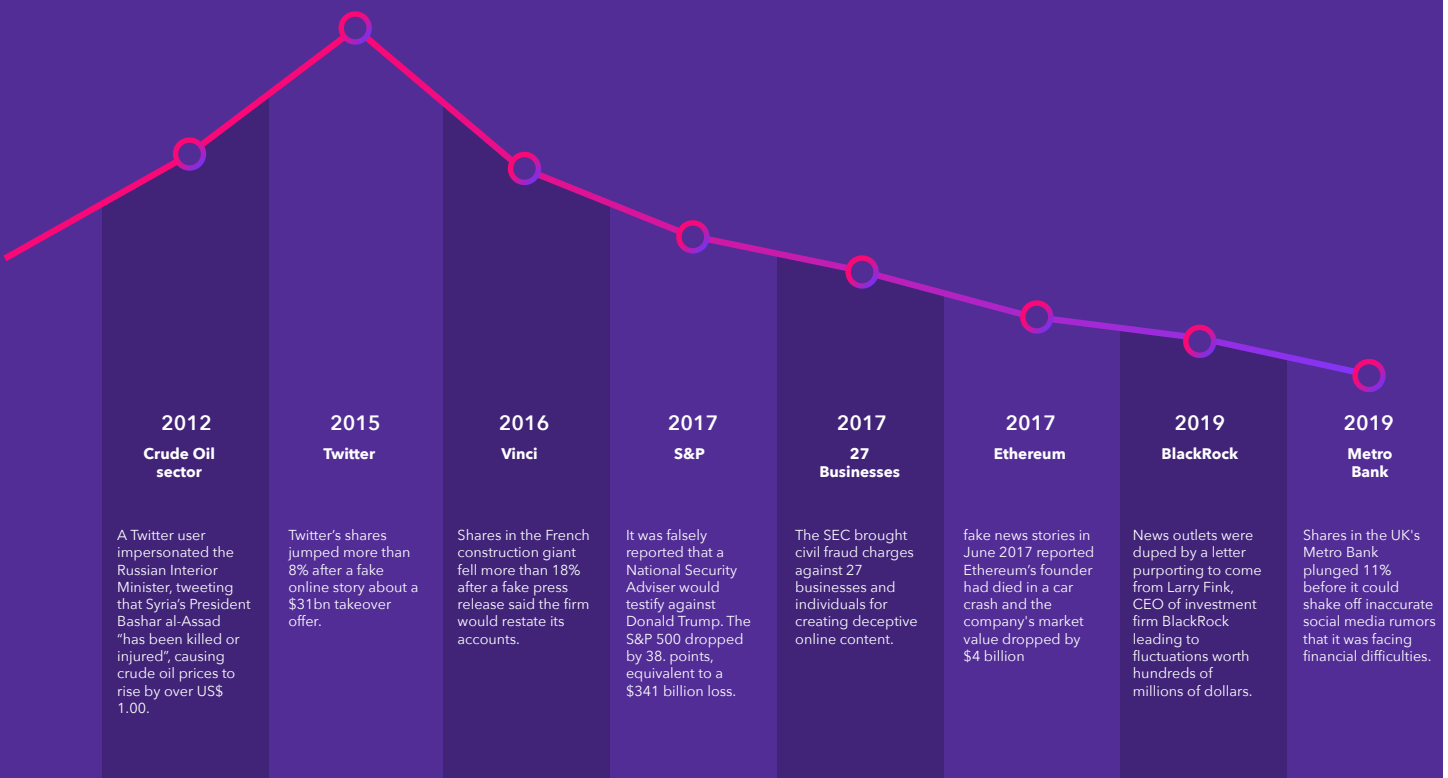 2012
Crude Oil
sector
A Twitter user
impersonated the
Russian Interior
Minister, tweeting
that Syria’s President
Bashar al-Assad
“has been killed or
injured”, causing
crude oil prices to
rise by over US$
1.00.
2015
Twitter
Twitter’s shares
jumped more than
8% after a fake
online story about a
$31bn takeover
offer.
2016
Vinci
Shares in the French
construction giant
fell more than 18%
after a fake press
release said the firm
would restate its
accounts.
2017
S&P
It was falsely
reported that a
National Security
Adviser would
testify against
Donald Trump. The
S&P 500 dropped
by 38. points,
equivalent to a
$341 billion loss.
2017
27
Businesses
The SEC brought
civil fraud charges
against 27
businesses and
individuals for
creating deceptive
online content.
2017
Ethereum
fake news stories in
June 2017 reported
Ethereum’s founder
had died in a car
crash and the
company's market
value dropped by
$4 billion
2019
BlackRock
News outlets were
duped by a letter
purporting to come
from Larry Fink,
CEO of investment
firm BlackRock
leading to
fluctuations worth
hundreds of
millions of dollars.
2019
Metro
Bank
Shares in the UK's
Metro Bank
plunged 11%
before it could
shake off inaccurate
social media rumors
that it was facing
financial difficulties.